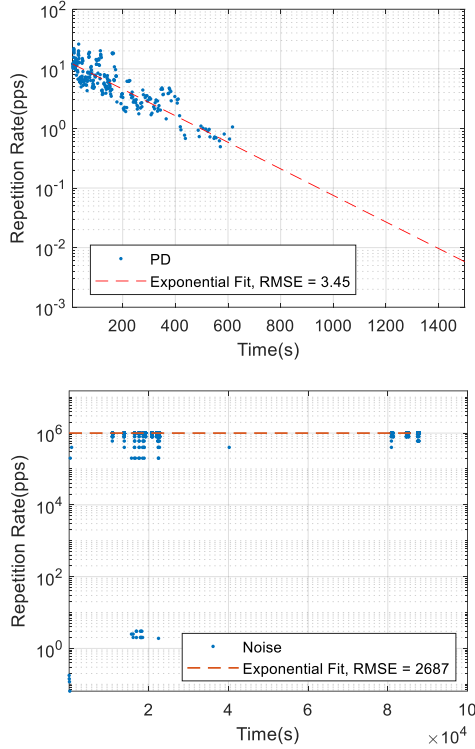 10^2
10^1
10^0
10^-1
10^-2
10^-3
Repetition Rate(pps)
PD
Exponential Fit, RMSE = 3.45
200 400 600 800 1000 1200 1400
Time(s)
10^6
10^4
10^2
10^0
Repetition Rate(pps)
Noise
Exponential Fit, RMSE = 2687
2 4 6 8 10
Time(s)
×10^4